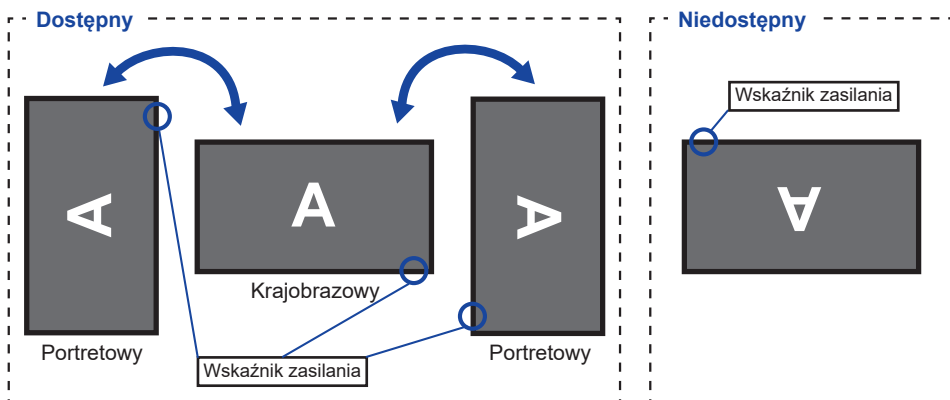 Dostępny
Niedostępny
Wskaźnik zasilania
A
A
A
A
Krajobrazowy
Portretowy
Portretowy
Wskaźnik zasilania